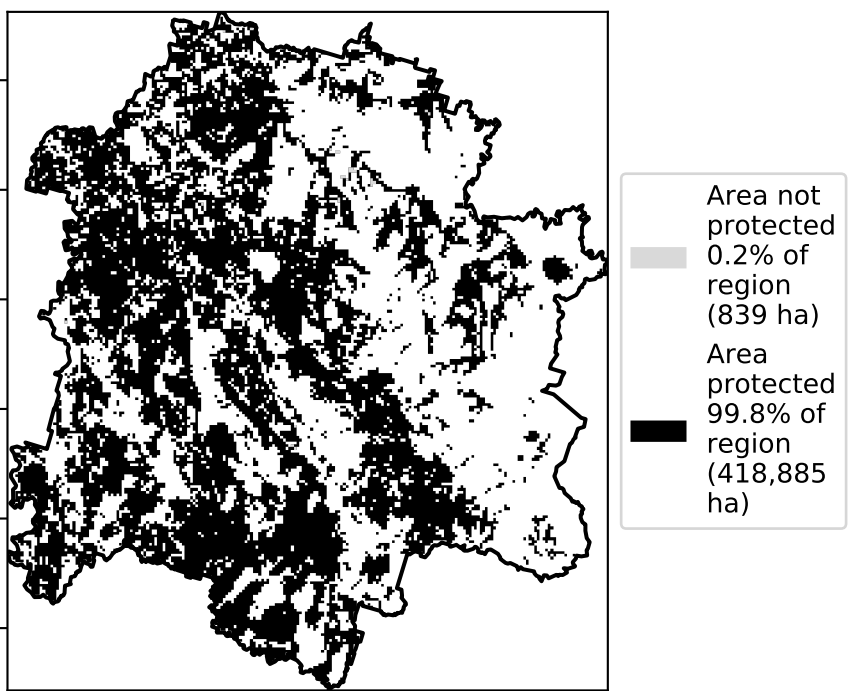 Area not
protected
0.2% of
region
(839 ha)
Area
protected
99.8% of
region
(418,885
ha)